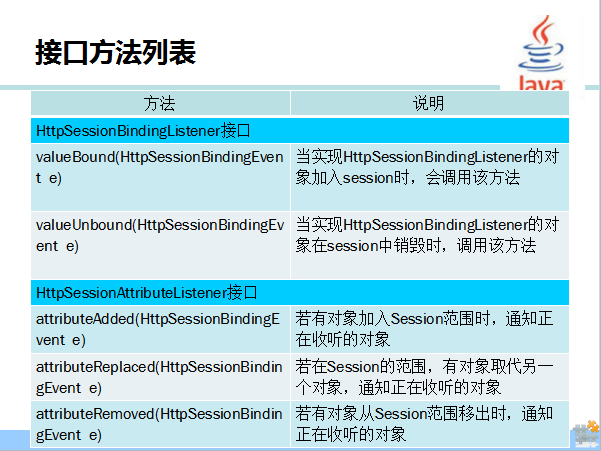 接口方法列表
Java
方法 说明
HttpSessionBindingListener接口
valueBound(HttpSessionBindingEven
t e)
当实现HttpSessionBindingListener的对
象加入session时，会调用该方法
valueUnbound(HttpSessionBindingEv
ent e)
当实现HttpSessionBindingListener的对
象在session中销毁时，调用该方法
HttpSessionAttributeListener接口
attributeAdded(HttpSessionBindingE
vent e)
若有对象加入Session范围时，通知正
在收听的对象
attributeReplaced(HttpSessionBindin
gEvent e)
若在Session的范围，有对象取代另一
个对象，通知正在收听的对象
attributeRemoved(HttpSessionBindin
gEvent e)
若有对象从Session范围移出时，通知
正在收听的对象